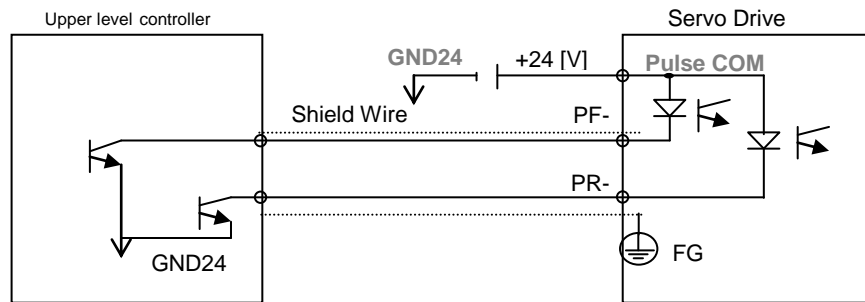 Upper level controller
Servo Drive
GND24
+24 [V]
Pulse COM
Shield Wire
PF-
PR-
GND24
FG